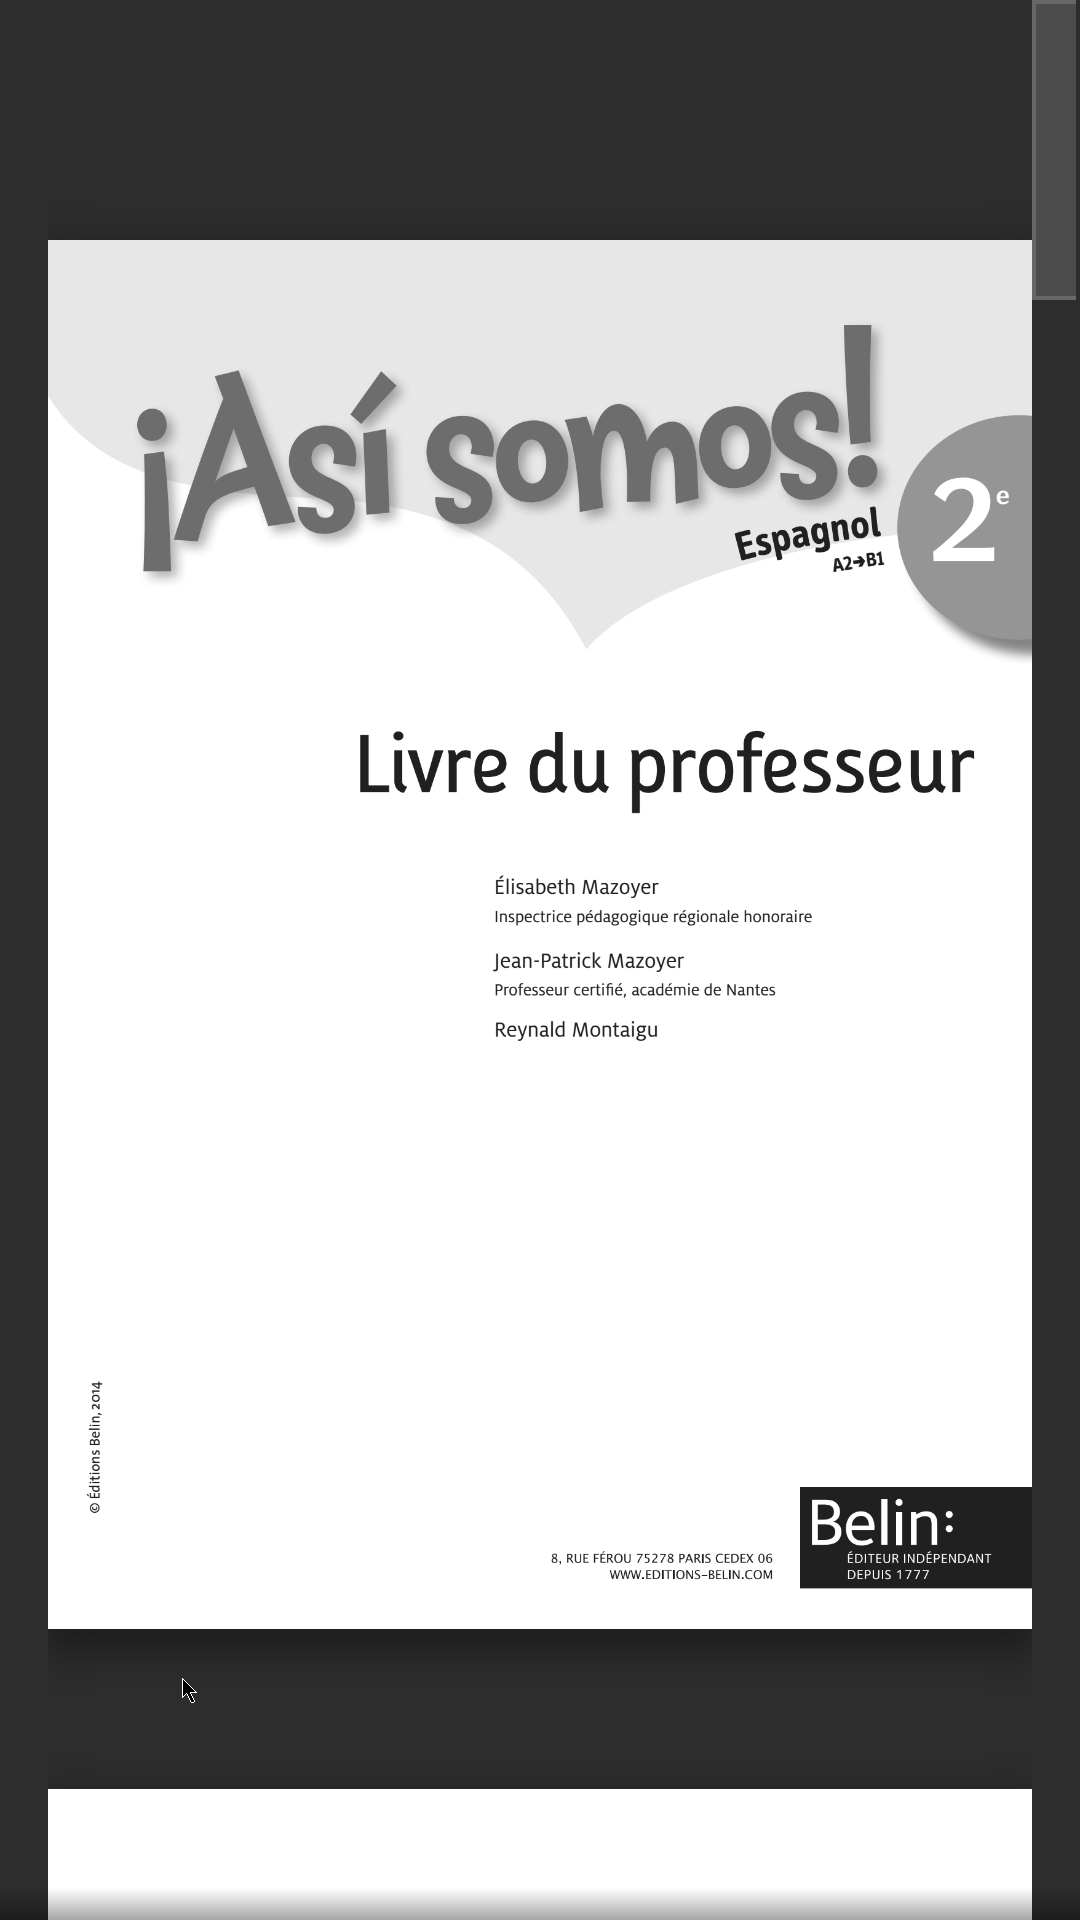 ¡Así somos!
Espagnol
A2➔B1
2e
Livre du professeur
Élisabeth Mazoyer
Inspectrice pédagogique régionale honoraire
Jean-Patrick Mazoyer
Professeur certifié, académie de Nantes
Reynald Montaigu
© Éditions Belin, 2014
8, RUE FÉROU 75278 PARIS CEDEX 06
WWW.EDITIONS-BELIN.COM
Belin:
ÉDITEUR INDÉPENDANT
DEPUIS 1777